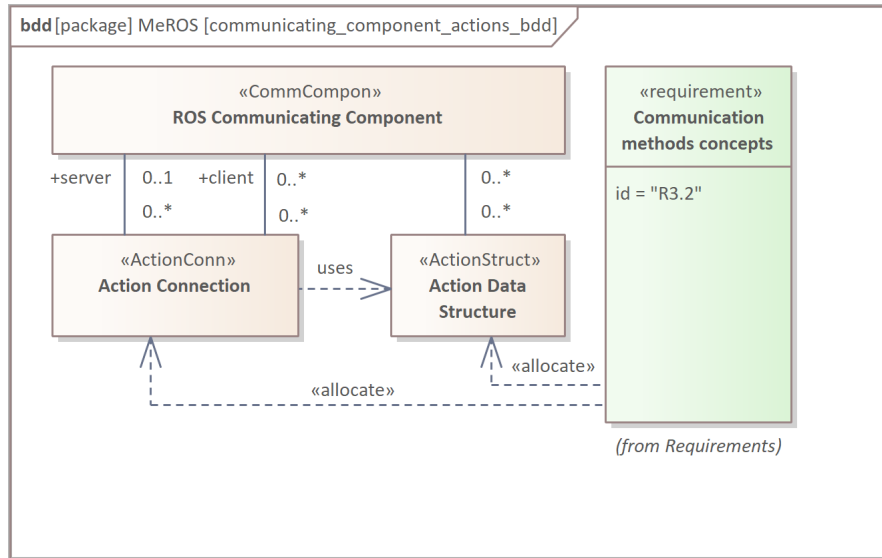 bdd [package] MeROS [communicating_component_actions_bdd]
«CommCompon»
ROS Communicating Component
«requirement»
Communication
methods concepts
id = "R3.2"
+server
0..1
+client
0..*
0..*
0..*
0..*
0..*
«ActionConn»
Action Connection
uses
«ActionStruct»
Action Data
Structure
«allocate»
«allocate»
(from Requirements)